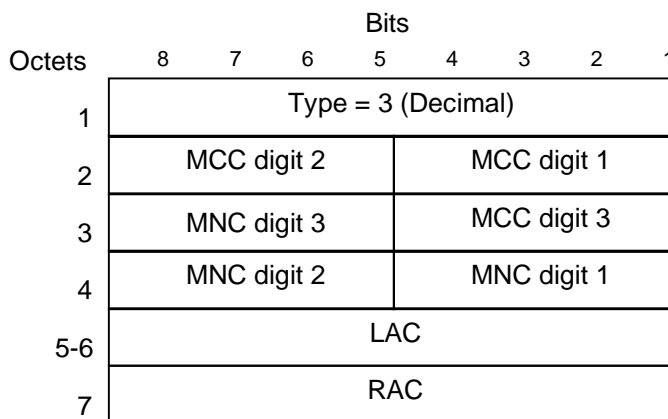 Bits
Octets 8 7 6 5 4 3 2 1
1 Type = 3 (Decimal)
2 MCC digit 2 MCC digit 1
3 MNC digit 3 MCC digit 3
4 MNC digit 2 MNC digit 1
5-6 LAC
7 RAC